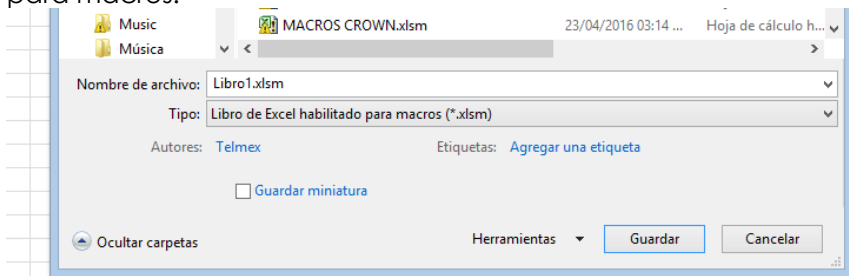 para macros.
Music
MACROS CROWN.xlsm 23/04/2016 03:14 ... Hoja de cálculo h...
Música
Nombre de archivo: Libro1.xlsm
Tipo: Libro de Excel habilitado para macros (*.xlsm)
Autores: Telmex Etiquetas: Agregar una etiqueta
Guardar miniatura
Ocultar carpetas Herramientas Guardar Cancelar